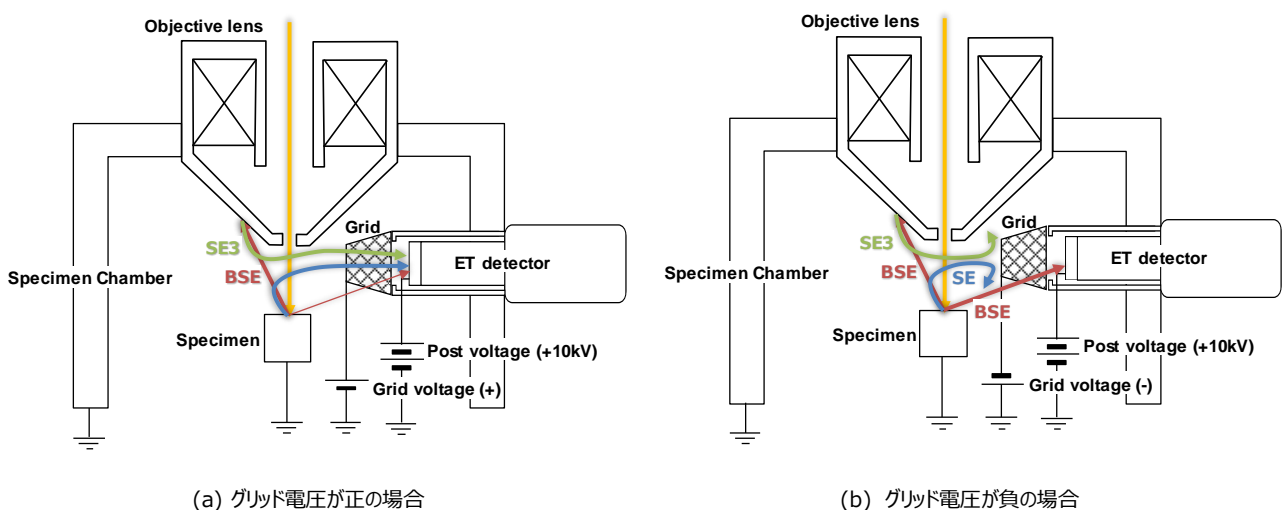 Objective lens
Grid
SE3
BSE
ET detector
Specimen Chamber
Specimen
Post voltage (+10kV)
Grid voltage (+)
(a) グリッド電圧が正の場合
Objective lens
Grid
SE3
BSE
SE
ET detector
Specimen Chamber
BSE
Specimen
Post voltage (+10kV)
Grid voltage (-)
(b) グリッド電圧が負の場合